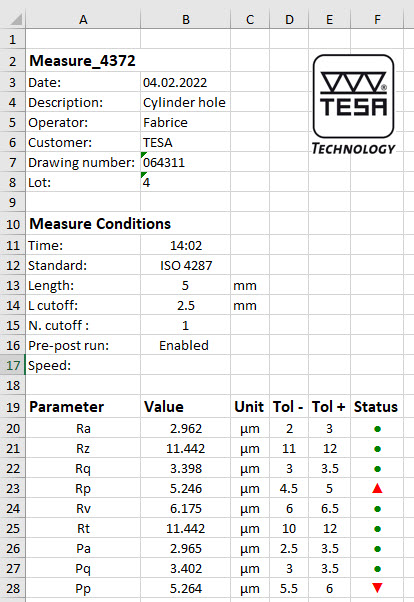 A B C D E F
1
2 Measure_4372
3 Date: 04.02.2022
4 Description: Cylinder hole
5 Operator: Fabrice
6 Customer: TESA
7 Drawing number: 064311
8 Lot: 4
TESA®
TECHNOLOGY
9
10 Measure Conditions
11 Time: 14:02
12 Standard: ISO 4287
13 Length: 5 mm
14 L cutoff: 2.5 mm
15 N. cutoff : 1
16 Pre-post run: Enabled
17 Speed:
18
19 Parameter Value Unit Tol - Tol + Status
20 Ra 2.962 µm 2 3 ●
21 Rz 11.442 µm 11 12 ●
22 Rq 3.398 µm 3 3.5 ●
23 Rp 5.246 µm 4.5 5 ▲
24 Rv 6.175 µm 6 6.5 ●
25 Rt 11.442 µm 10 12 ●
26 Pa 2.965 µm 2.5 3.5 ●
27 Pq 3.402 µm 3 3.5 ●
28 Pp 5.264 µm 5.5 6 ▼